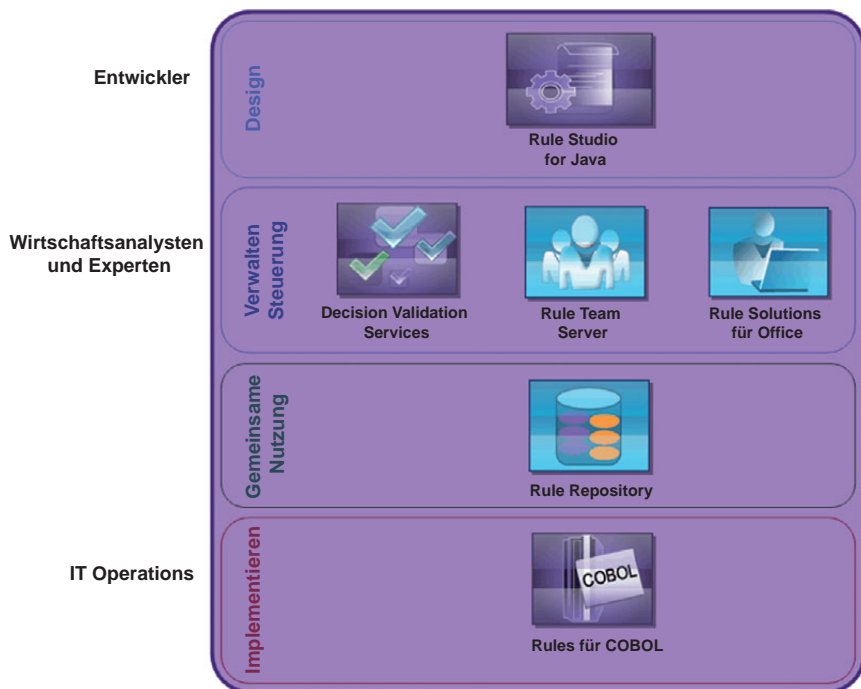 Entwickler
Design
Rule Studio
for Java
Wirtschaftsanalysten
und Experten
Verwalten
Steuerung
Decision Validation
Services
Rule Team
Server
Rule Solutions
für Office
Gemeinsame
Nutzung
Rule Repository
IT Operations
Implementieren
COBOL
Rules für COBOL